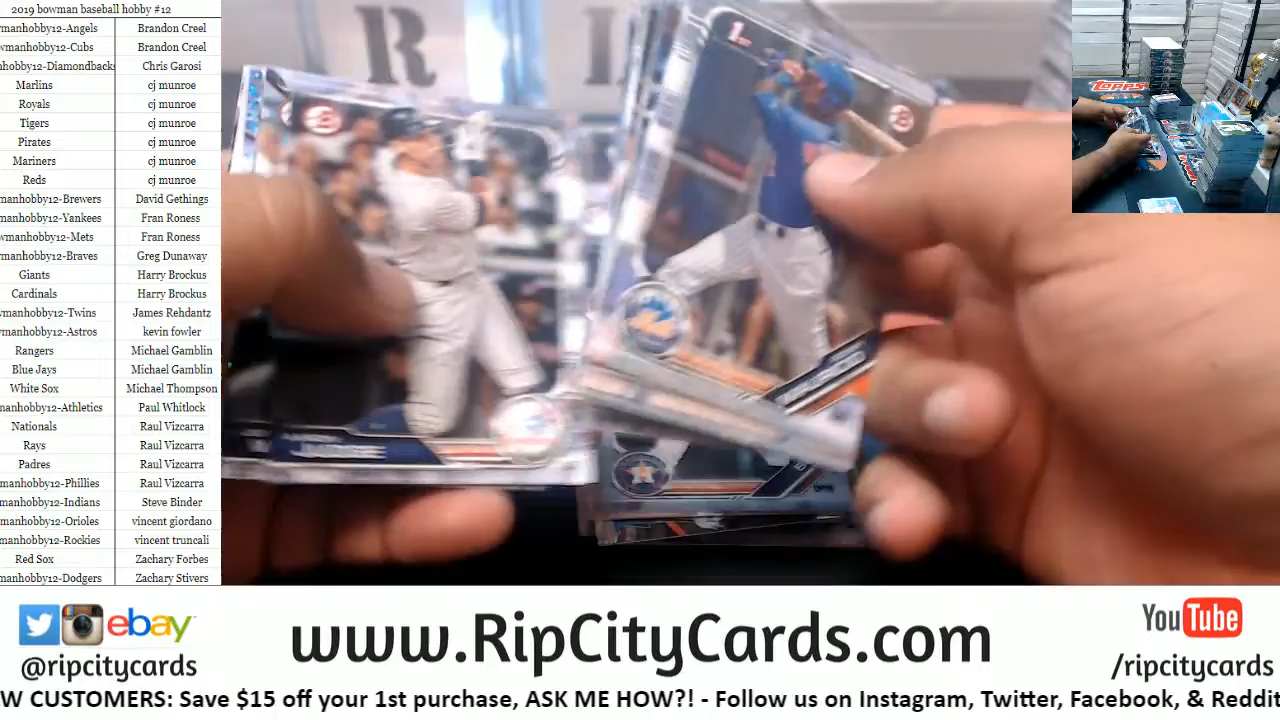 2019 bowman baseball hobby #12
manhobby12-Angels Brandon Creel
manhobby12-Cubs Brandon Creel
hobby12-Diamondbacks Chris Garosi
Marlins cj munroe
Royals cj munroe
Tigers cj munroe
Pirates cj munroe
Mariners cj munroe
Reds cj munroe
manhobby12-Brewers David Gethings
wmanhobby12-Yankees Fran Roness
wmanhobby12-Mets Fran Roness
manhobby12-Braves Greg Dunaway
Giants Harry Brockus
Cardinals Harry Brockus
manhobby12-Twins James Rehdantz
manhobby12-Astros kevin fowler
Rangers Michael Gamblin
Blue Jays Michael Gamblin
White Sox Michael Thompson
manhobby12-Athletics Paul Whitlock
Nationals Raul Vizcarra
Rays Raul Vizcarra
Padres Raul Vizcarra
manhobby12-Phillies Raul Vizcarra
manhobby12-Indians Steve Binder
manhobby12-Orioles vincent giordano
manhobby12-Rockies vincent truncali
Red Sox Zachary Forbes
manhobby12-Dodgers Zachary Stivers
R I
1
JUDGE
TOPPS
ebay
@ripcitycards
www.RipCityCards.com
YouTube
/ripcitycards
W CUSTOMERS: Save $15 off your 1st purchase, ASK ME HOW?! - Follow us on Instagram, Twitter, Facebook, & Reddit